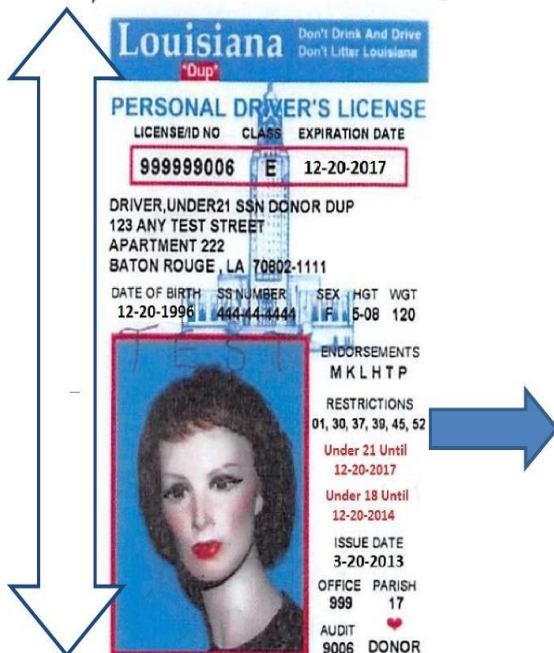 Louisiana
Don't Drink And Drive
Don't Litter Louisiana
*Dup*
PERSONAL DRIVER'S LICENSE
LICENSE/ID NO CLASS EXPIRATION DATE
999999006 E 12-20-2017
DRIVER,UNDER21 SSN DONOR DUP
123 ANY TEST STREET
APARTMENT 222
BATON ROUGE, LA 70802-1111
DATE OF BIRTH SS NUMBER SEX HGT WGT
12-20-1996 444-44-4444 F 5-08 120
TEST
ENDORSEMENTS
MKLHTP
RESTRICTIONS
01, 30, 37, 39, 45, 52
Under 21 Until
12-20-2017
Under 18 Until
12-20-2014
ISSUE DATE
3-20-2013
OFFICE PARISH
999 17
AUDIT
9006 DONOR